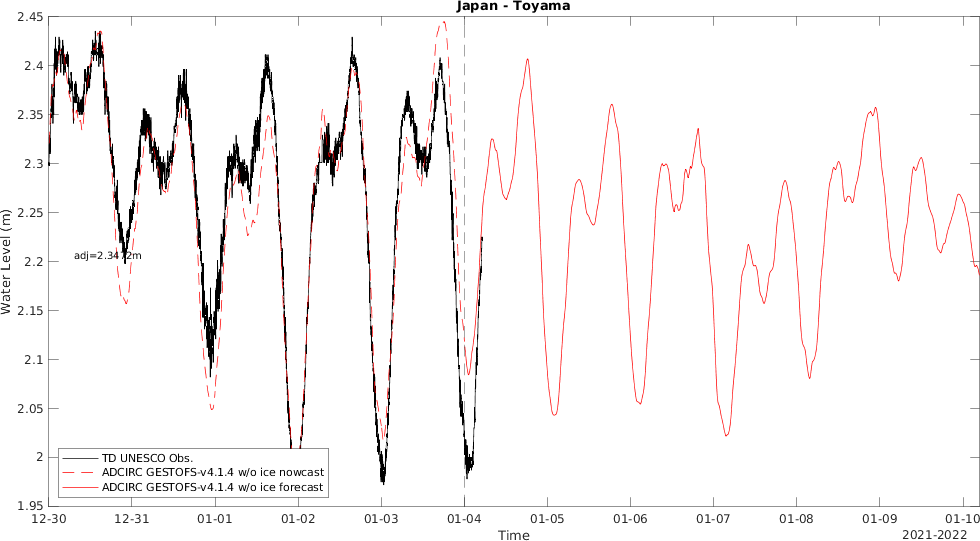 Japan - Toyama
2.45
2.4
2.35
2.3
2.25
2.2
2.15
2.1
2.05
2
1.95
Water Level (m)
adj=2.3472m
TD UNESCO Obs.
ADCIRC GESTOFS-v4.1.4 w/o ice nowcast
ADCIRC GESTOFS-v4.1.4 w/o ice forecast
12-30 12-31 01-01 01-02 01-03 01-04 01-05 01-06 01-07 01-08 01-09 01-10
Time
2021-2022